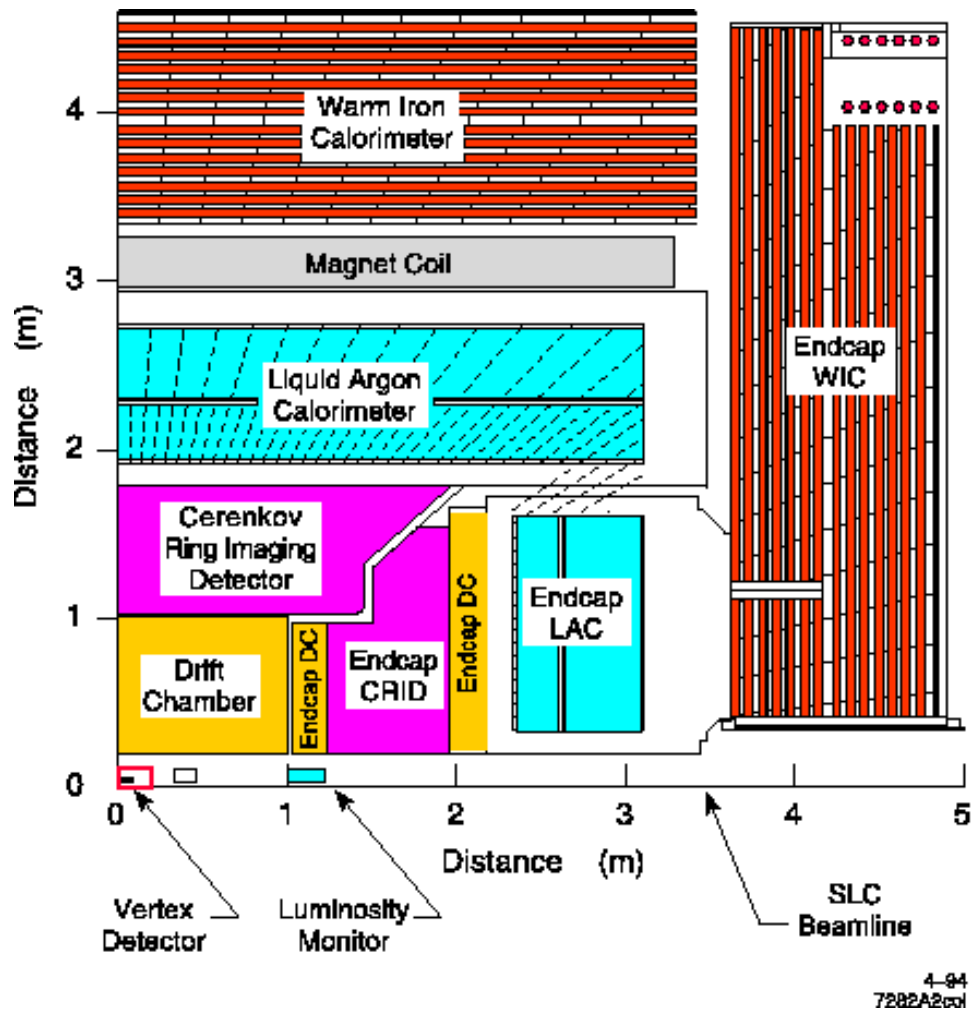 Warm Iron
Calorimeter
Magnet Coil
Liquid Argon
Calorimeter
Cerenkov
Ring Imaging
Detector
Drift
Chamber
Endcap DC
Endcap
CRID
Endcap DC
Endcap
LAC
Endcap
WIC
Distance (m)
4
3
2
1
0
0
1
2
3
4
5
Distance (m)
Vertex
Detector
Luminosity
Monitor
SLC
Beamline
4–94
7282A2col